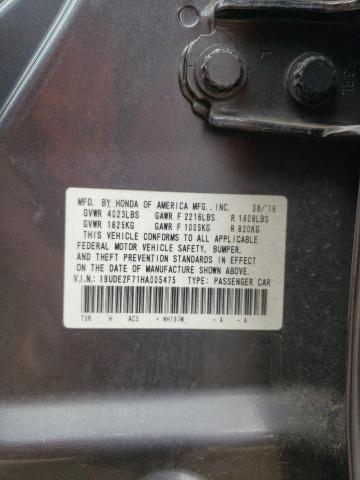 MFD. BY HONDA OF AMERICA MFG., INC. 08/'16
GVWR 4023LBS GAWR F 2216LBS R 1808LBS
GVWR 1825KG GAWR F 1005KG R 820KG
THIS VEHICLE CONFORMS TO ALL APPLICABLE
FEDERAL MOTOR VEHICLE SAFETY, BUMPER,
AND THEFT PREVENTION STANDARDS IN EFFECT
ON THE DATE OF MANUFACTURE SHOWN ABOVE.
V.I.N.: 19UDE2F71HA005475 TYPE: PASSENGER CAR
T3R _ H AC5 - NH797M_ - A - A